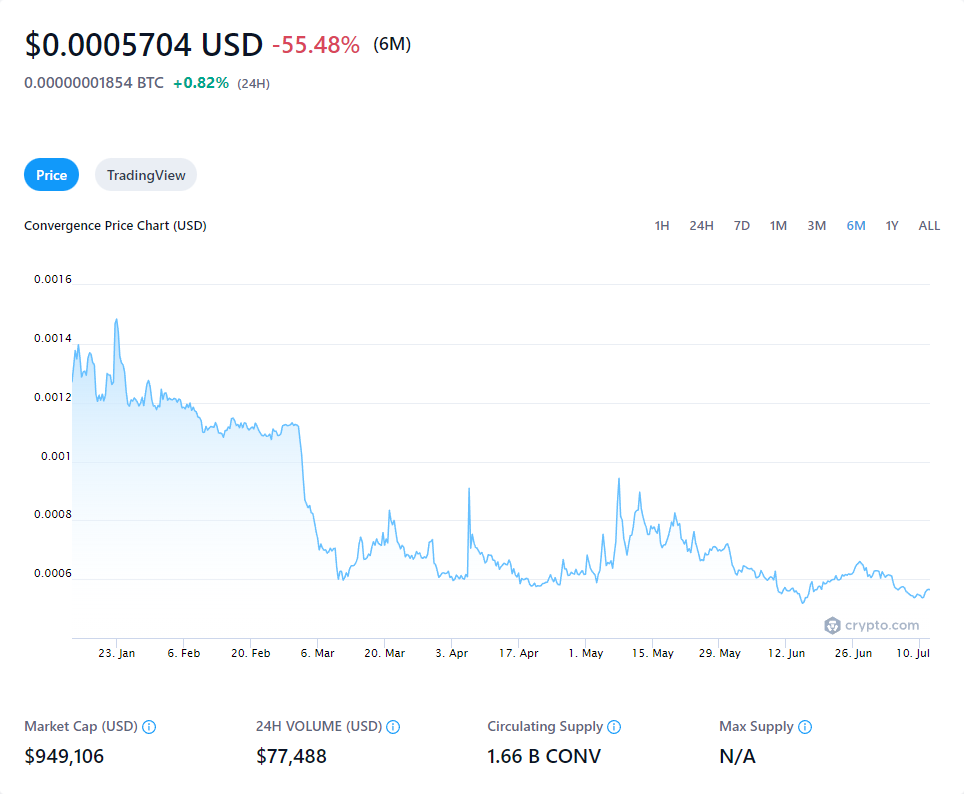 $0.0005704 USD -55.48% (6M)
0.00000001854 BTC +0.82% (24H)
Price TradingView
Convergence Price Chart (USD) 1H 24H 7D 1M 3M 6M 1Y ALL
0.0016
0.0014
0.0012
0.001
0.0008
0.0006
crypto.com
23. Jan 6. Feb 20. Feb 6. Mar 20. Mar 3. Apr 17. Apr 1. May 15. May 29. May 12. Jun 26. Jun 10. Jul
Market Cap (USD) 24H VOLUME (USD) Circulating Supply Max Supply
$949,106 $77,488 1.66 B CONV N/A